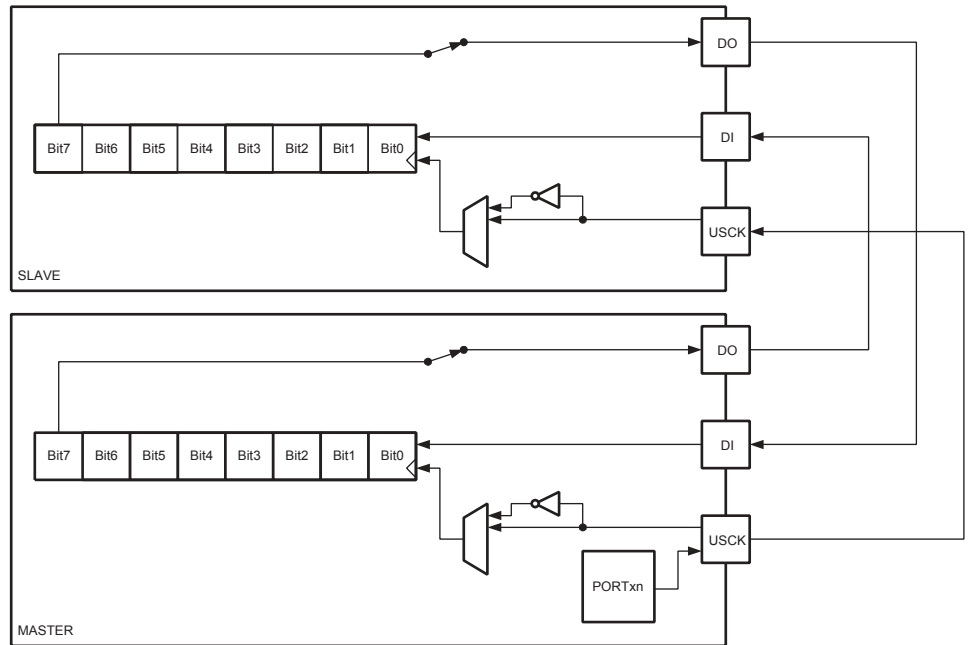 DO
Bit7 Bit6 Bit5 Bit4 Bit3 Bit2 Bit1 Bit0
DI
USCK
SLAVE
DO
Bit7 Bit6 Bit5 Bit4 Bit3 Bit2 Bit1 Bit0
DI
USCK
PORTxn
MASTER